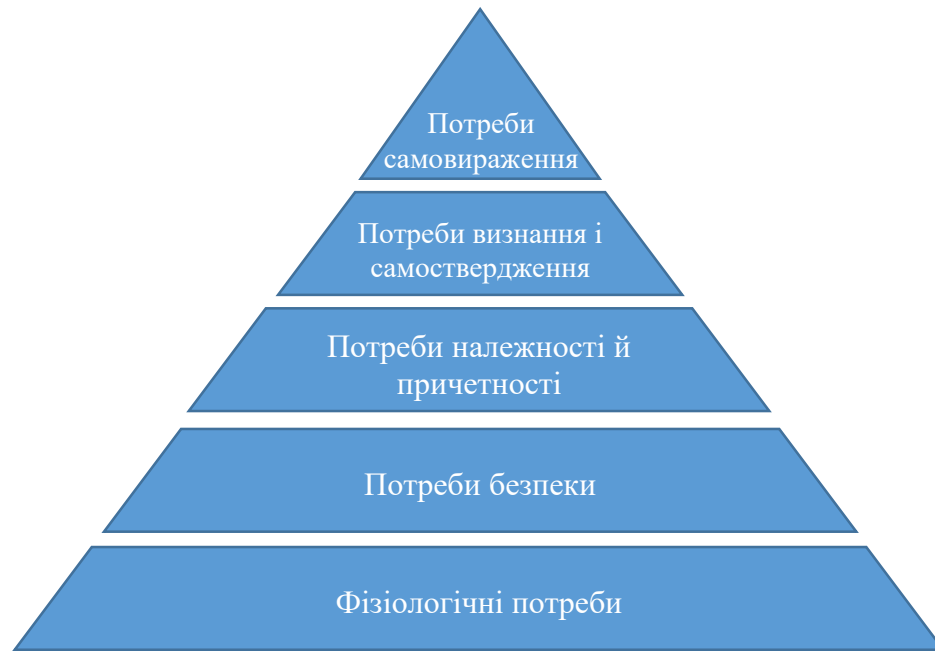 Потреби
самовираження
Потреби визнання і
самоствердження
Потреби належності й
причетності
Потреби безпеки
Фізіологічні потреби